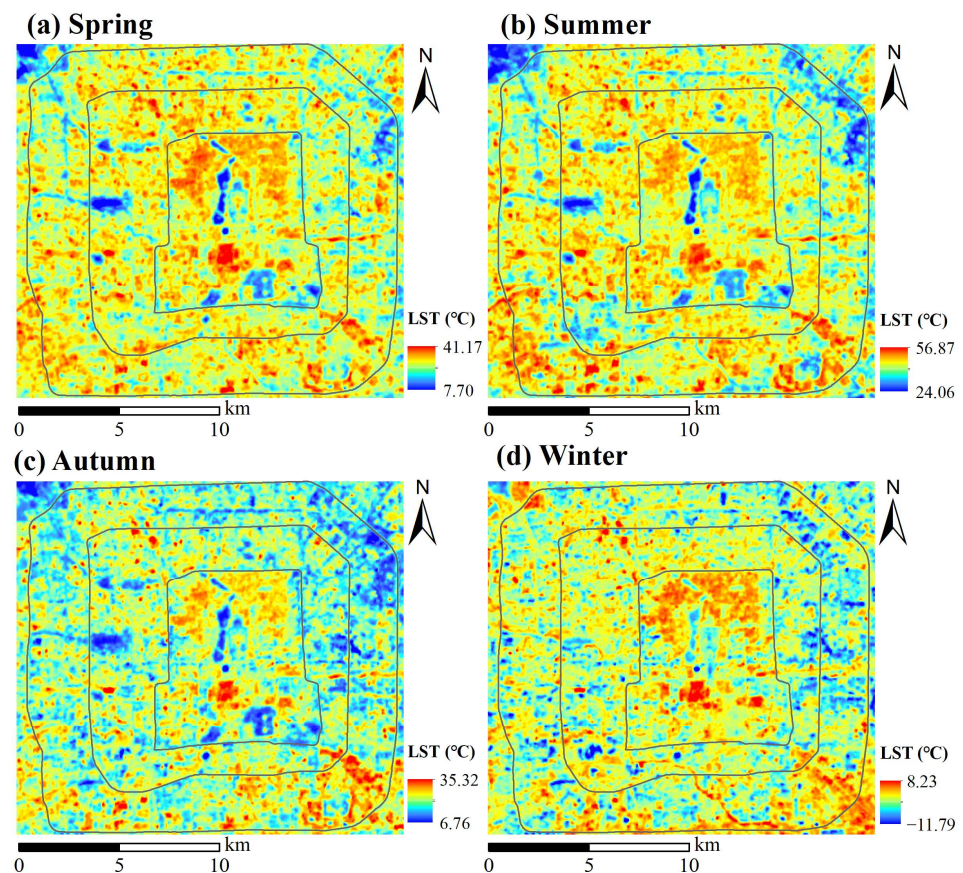 (a) Spring
N
LST (℃)
41.17
7.70
km
0 5 10
(b) Summer
N
LST (℃)
56.87
24.06
km
0 5 10
(c) Autumn
N
LST (℃)
35.32
6.76
km
0 5 10
(d) Winter
N
LST (℃)
8.23
−11.79
km
0 5 10